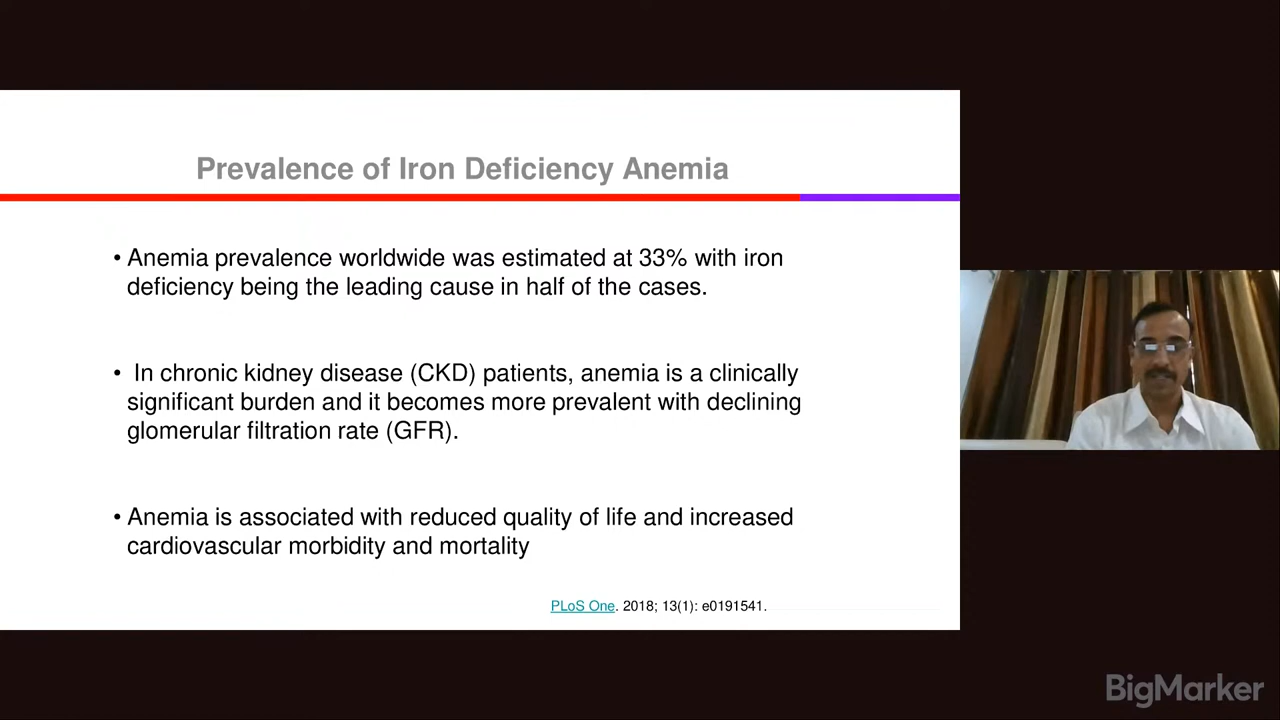 Prevalence of Iron Deficiency Anemia
• Anemia prevalence worldwide was estimated at 33% with iron
deficiency being the leading cause in half of the cases.
• In chronic kidney disease (CKD) patients, anemia is a clinically
significant burden and it becomes more prevalent with declining
glomerular filtration rate (GFR).
• Anemia is associated with reduced quality of life and increased
cardiovascular morbidity and mortality
PLoS One. 2018; 13(1): e0191541.
BigMarker